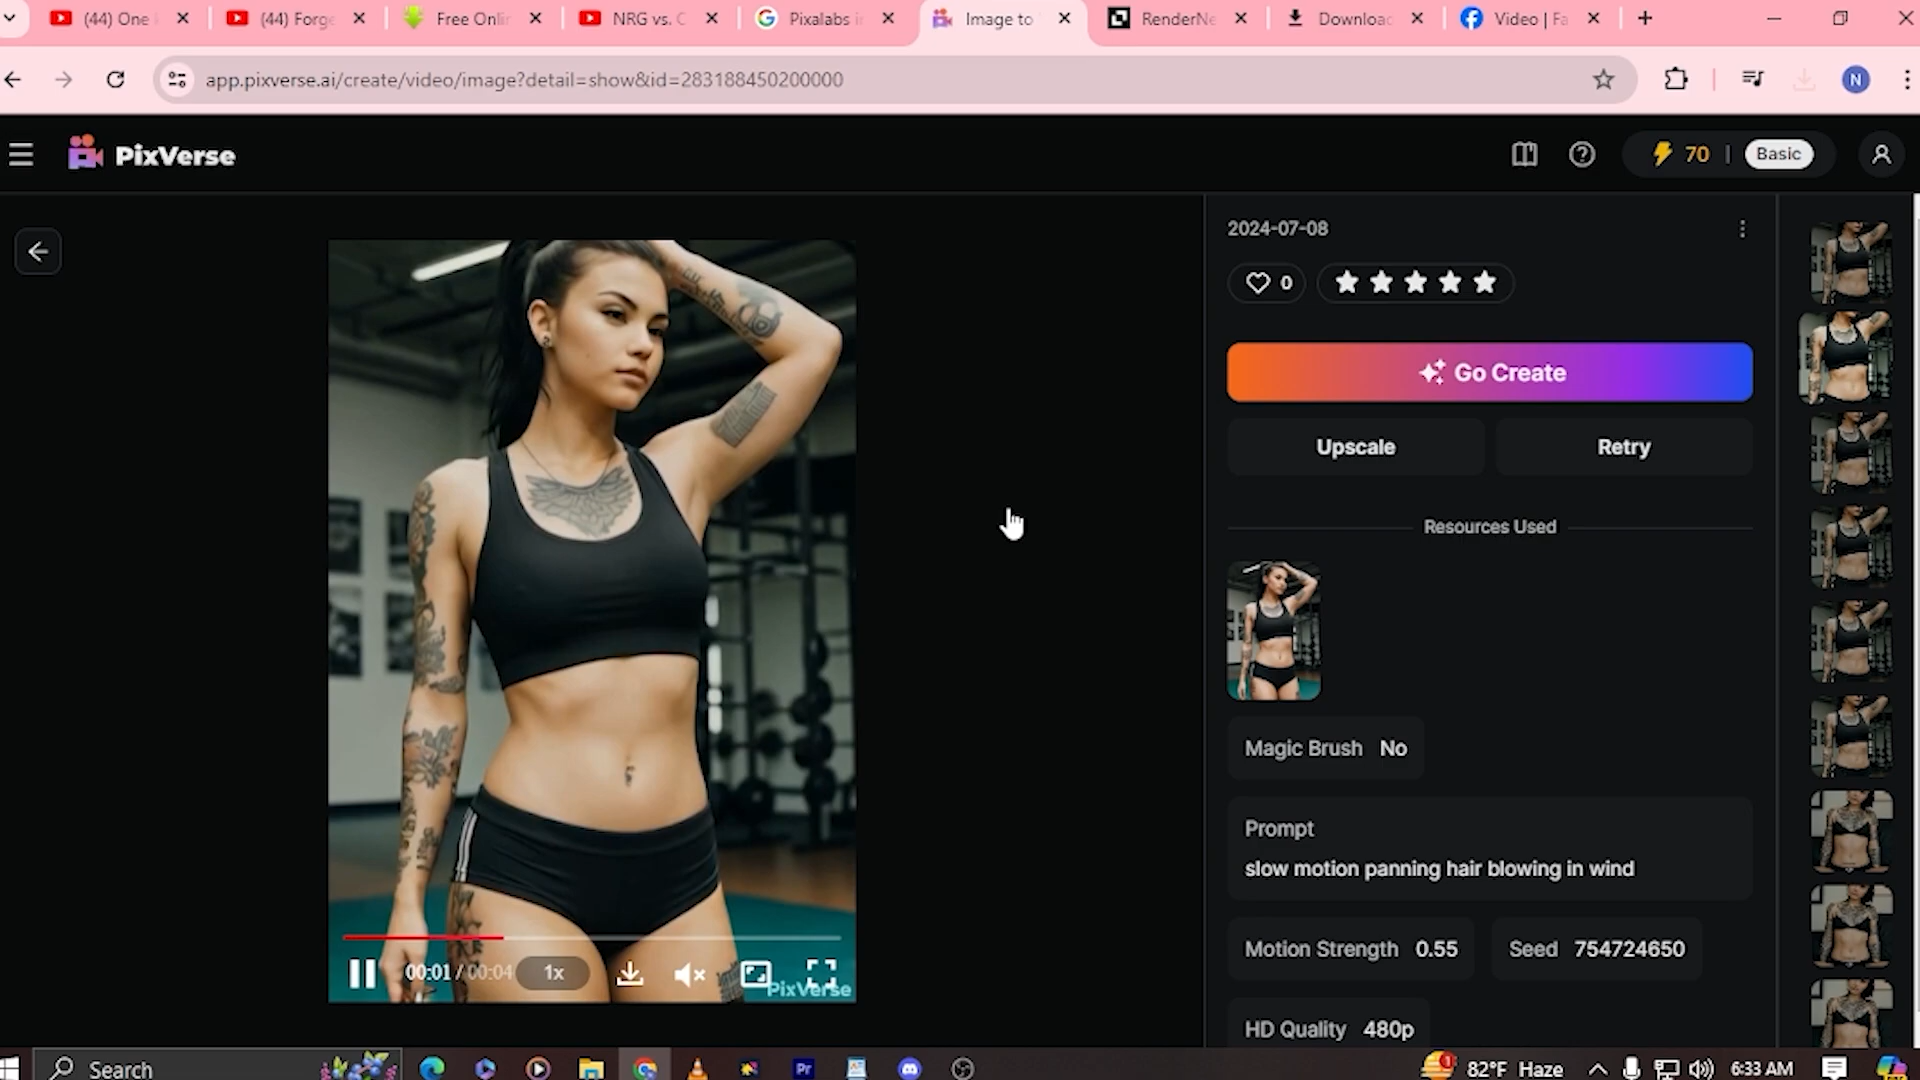 (44) One
(44) Forge
Free Onli
NRG vs. C
Pixalabs i
Image to
RenderNe
Downloac
Video | Fa
app.pixverse.ai/create/video/image?detail=show&id=283188450200000
N
PixVerse
70 | Basic
2024-07-08
0
Go Create
Upscale
Retry
Resources Used
Magic Brush No
Prompt
slow motion panning hair blowing in wind
Motion Strength 0.55
Seed 754724650
HD Quality 480p
00:01 / 00:04
1x
PixVerse
Search
Pr
1
82°F Haze
6:33 AM